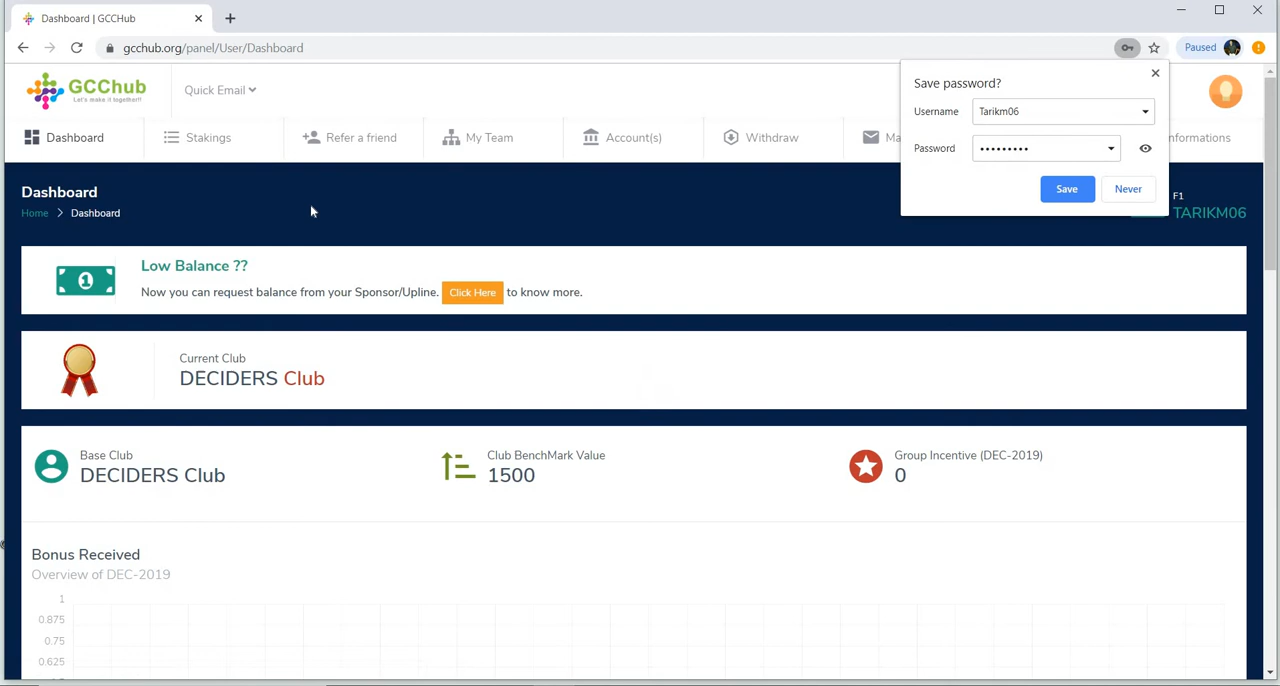 Dashboard | GCCHub
gcchub.org/panel/User/Dashboard
Paused
GCChub
Let's make it together!!
Quick Email
Save password?
Username
Tarikm06
Password
•••••••••
Save
Never
Dashboard
Stakings
Refer a friend
My Team
Account(s)
Withdraw
Ma
nformations
Dashboard
Home
Dashboard
F1
TARIKM06
Low Balance ??
1
Now you can request balance from your Sponsor/Upline. Click Here to know more.
Current Club
DECIDERS Club
Base Club
DECIDERS Club
Club BenchMark Value
1500
Group Incentive (DEC-2019)
0
Bonus Received
Overview of DEC-2019
1
0.875
0.75
0.625